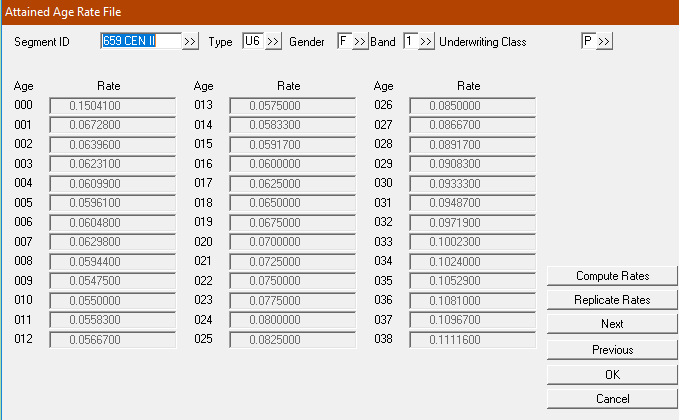 Attained Age Rate File
Segment ID 659 CEN II >> Type U6 >> Gender F >> Band 1 >> Underwriting Class P >>
Age Rate Age Rate Age Rate
000 0.1504100 013 0.0575000 026 0.0850000
001 0.0672800 014 0.0583300 027 0.0866700
002 0.0639600 015 0.0591700 028 0.0891700
003 0.0623100 016 0.0600000 029 0.0908300
004 0.0609900 017 0.0625000 030 0.0933300
005 0.0596100 018 0.0650000 031 0.0948700
006 0.0604800 019 0.0675000 032 0.0971900
007 0.0629800 020 0.0700000 033 0.1002300
008 0.0594400 021 0.0725000 034 0.1024000
009 0.0547500 022 0.0750000 035 0.1052900
010 0.0550000 023 0.0775000 036 0.1081000
011 0.0558300 024 0.0800000 037 0.1096700
012 0.0566700 025 0.0825000 038 0.1111600
Compute Rates
Replicate Rates
Next
Previous
OK
Cancel